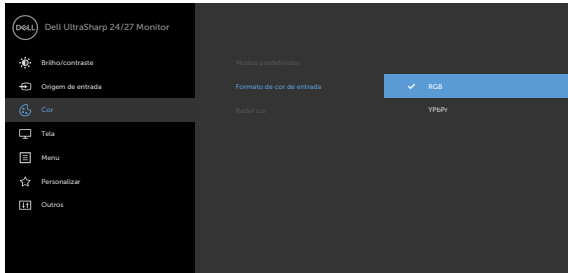 DELL
Dell UltraSharp 24/27 Monitor
Brilho/contraste
Origem de entrada
Cor
Tela
Menu
Personalizar
Outros
Modos predefinidos
Formato de cor de entrada
Redef cor
RGB
YPbPr